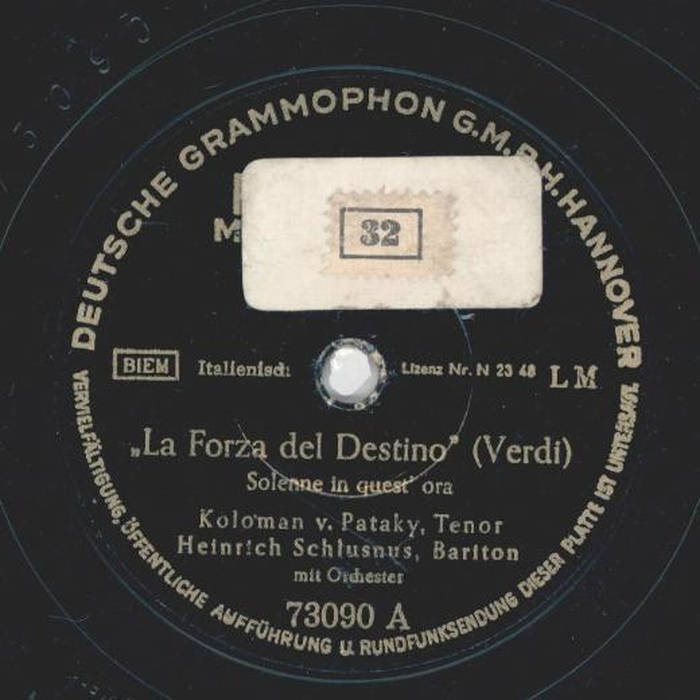 DEUTSCHE GRAMMOPHON G.M.B.H. HANNOVER
32
BIEM Italienisch Lizenz Nr. N 23 48 LM
„La Forza del Destino” (Verdi)
Solenne in quest' ora
Koloman v. Pataky, Tenor
Heinrich Schlusnus, Bariton
mit Orchester
73090 A
VERVIELFÄLTIGUNG, ÖFFENTLICHE AUFFÜHRUNG U. RUNDFUNKSENDUNG DIESER PLATTE IST UNTERSAGT